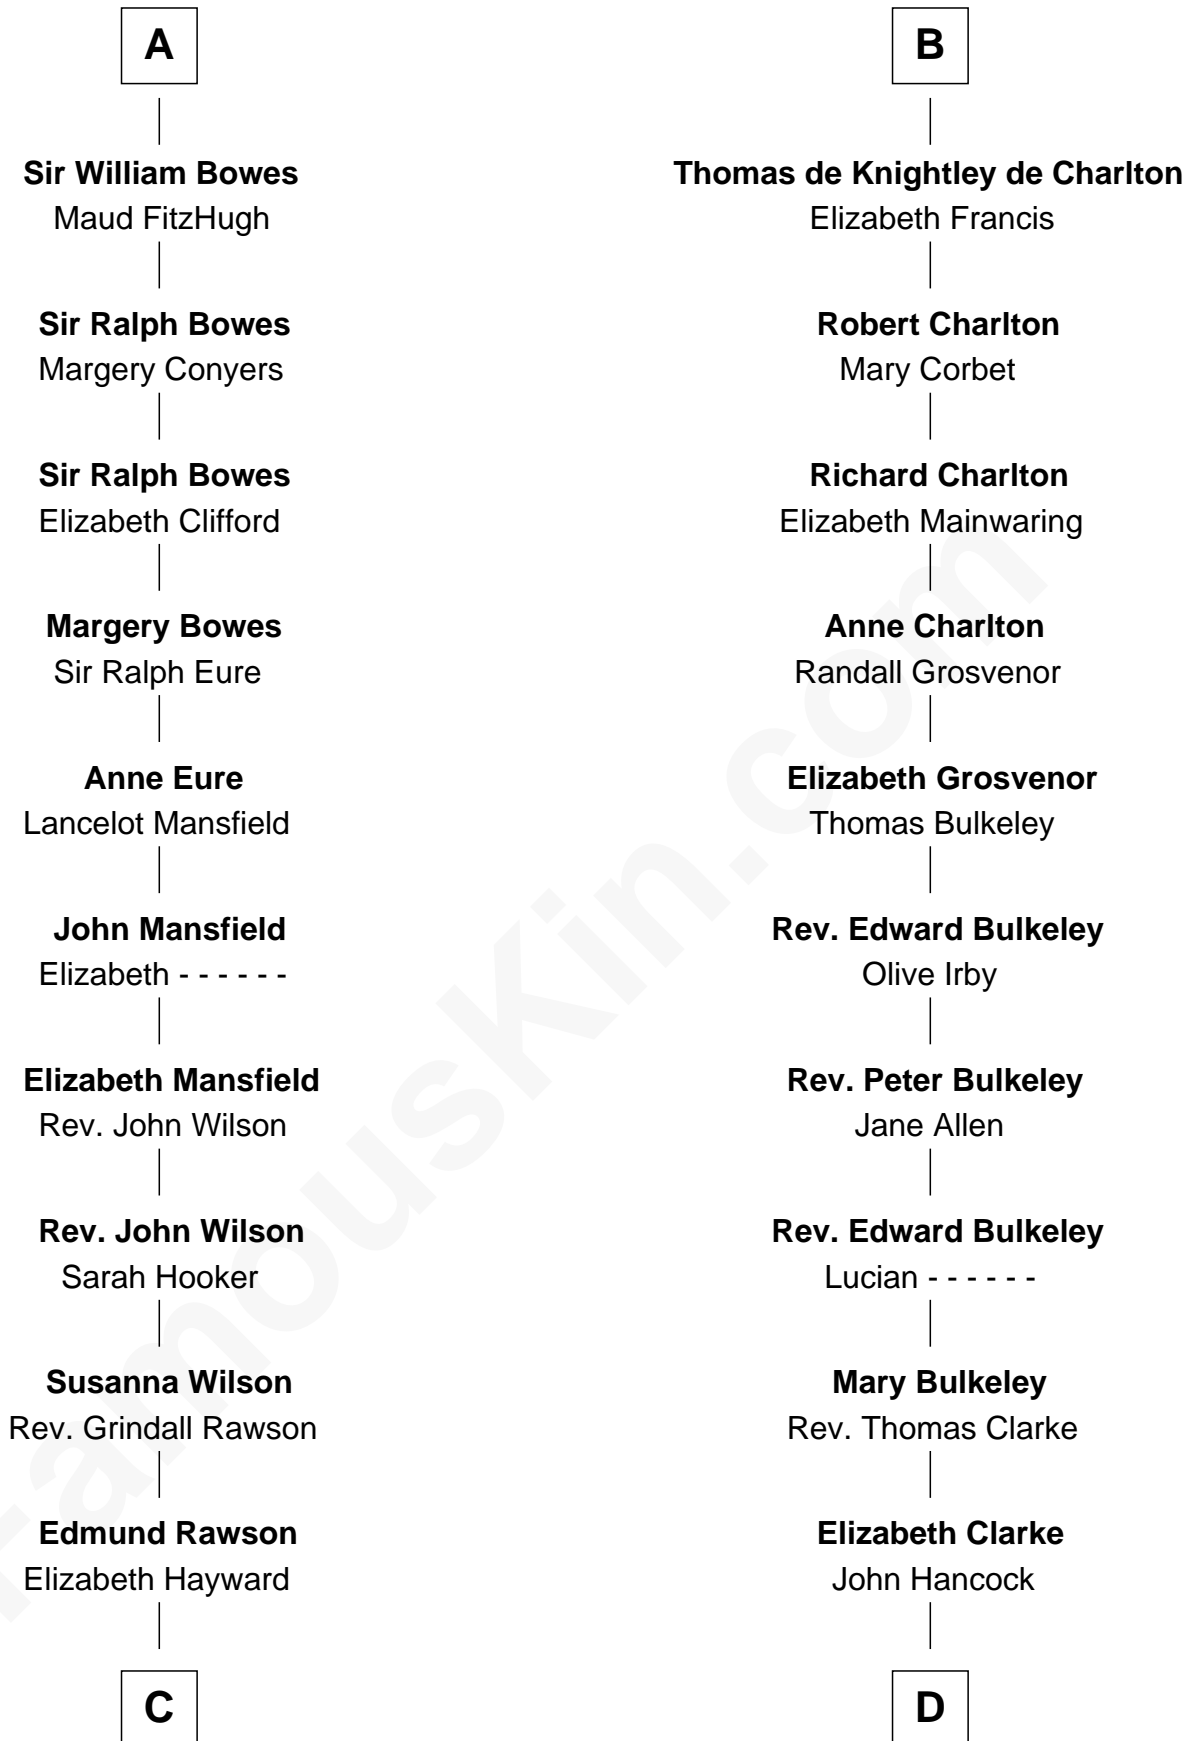 A
Sir William Bowes
Maud FitzHugh
Sir Ralph Bowes
Margery Conyers
Sir Ralph Bowes
Elizabeth Clifford
Margery Bowes
Sir Ralph Eure
Anne Eure
Lancelot Mansfield
John Mansfield
Elizabeth - - - - - -
Elizabeth Mansfield
Rev. John Wilson
Rev. John Wilson
Sarah Hooker
Susanna Wilson
Rev. Grindall Rawson
Edmund Rawson
Elizabeth Hayward
C
B
Thomas de Knightley de Charlton
Elizabeth Francis
Robert Charlton
Mary Corbet
Richard Charlton
Elizabeth Mainwaring
Anne Charlton
Randall Grosvenor
Elizabeth Grosvenor
Thomas Bulkeley
Rev. Edward Bulkeley
Olive Irby
Rev. Peter Bulkeley
Jane Allen
Rev. Edward Bulkeley
Lucian - - - - - -
Mary Bulkeley
Rev. Thomas Clarke
Elizabeth Clarke
John Hancock
D
FamousKin.com